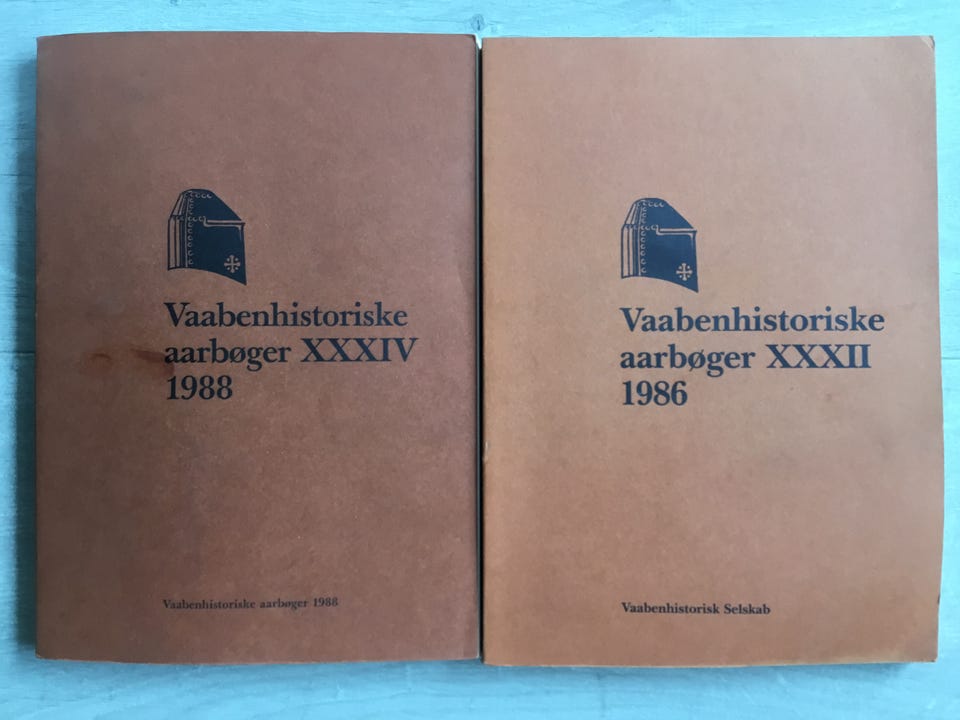 Vaabenhistoriske
aarbøger XXXIV
1988
Vaabenhistoriske aarbøger 1988
Vaabenhistoriske
aarbøger XXXII
1986
Vaabenhistorisk Selskab